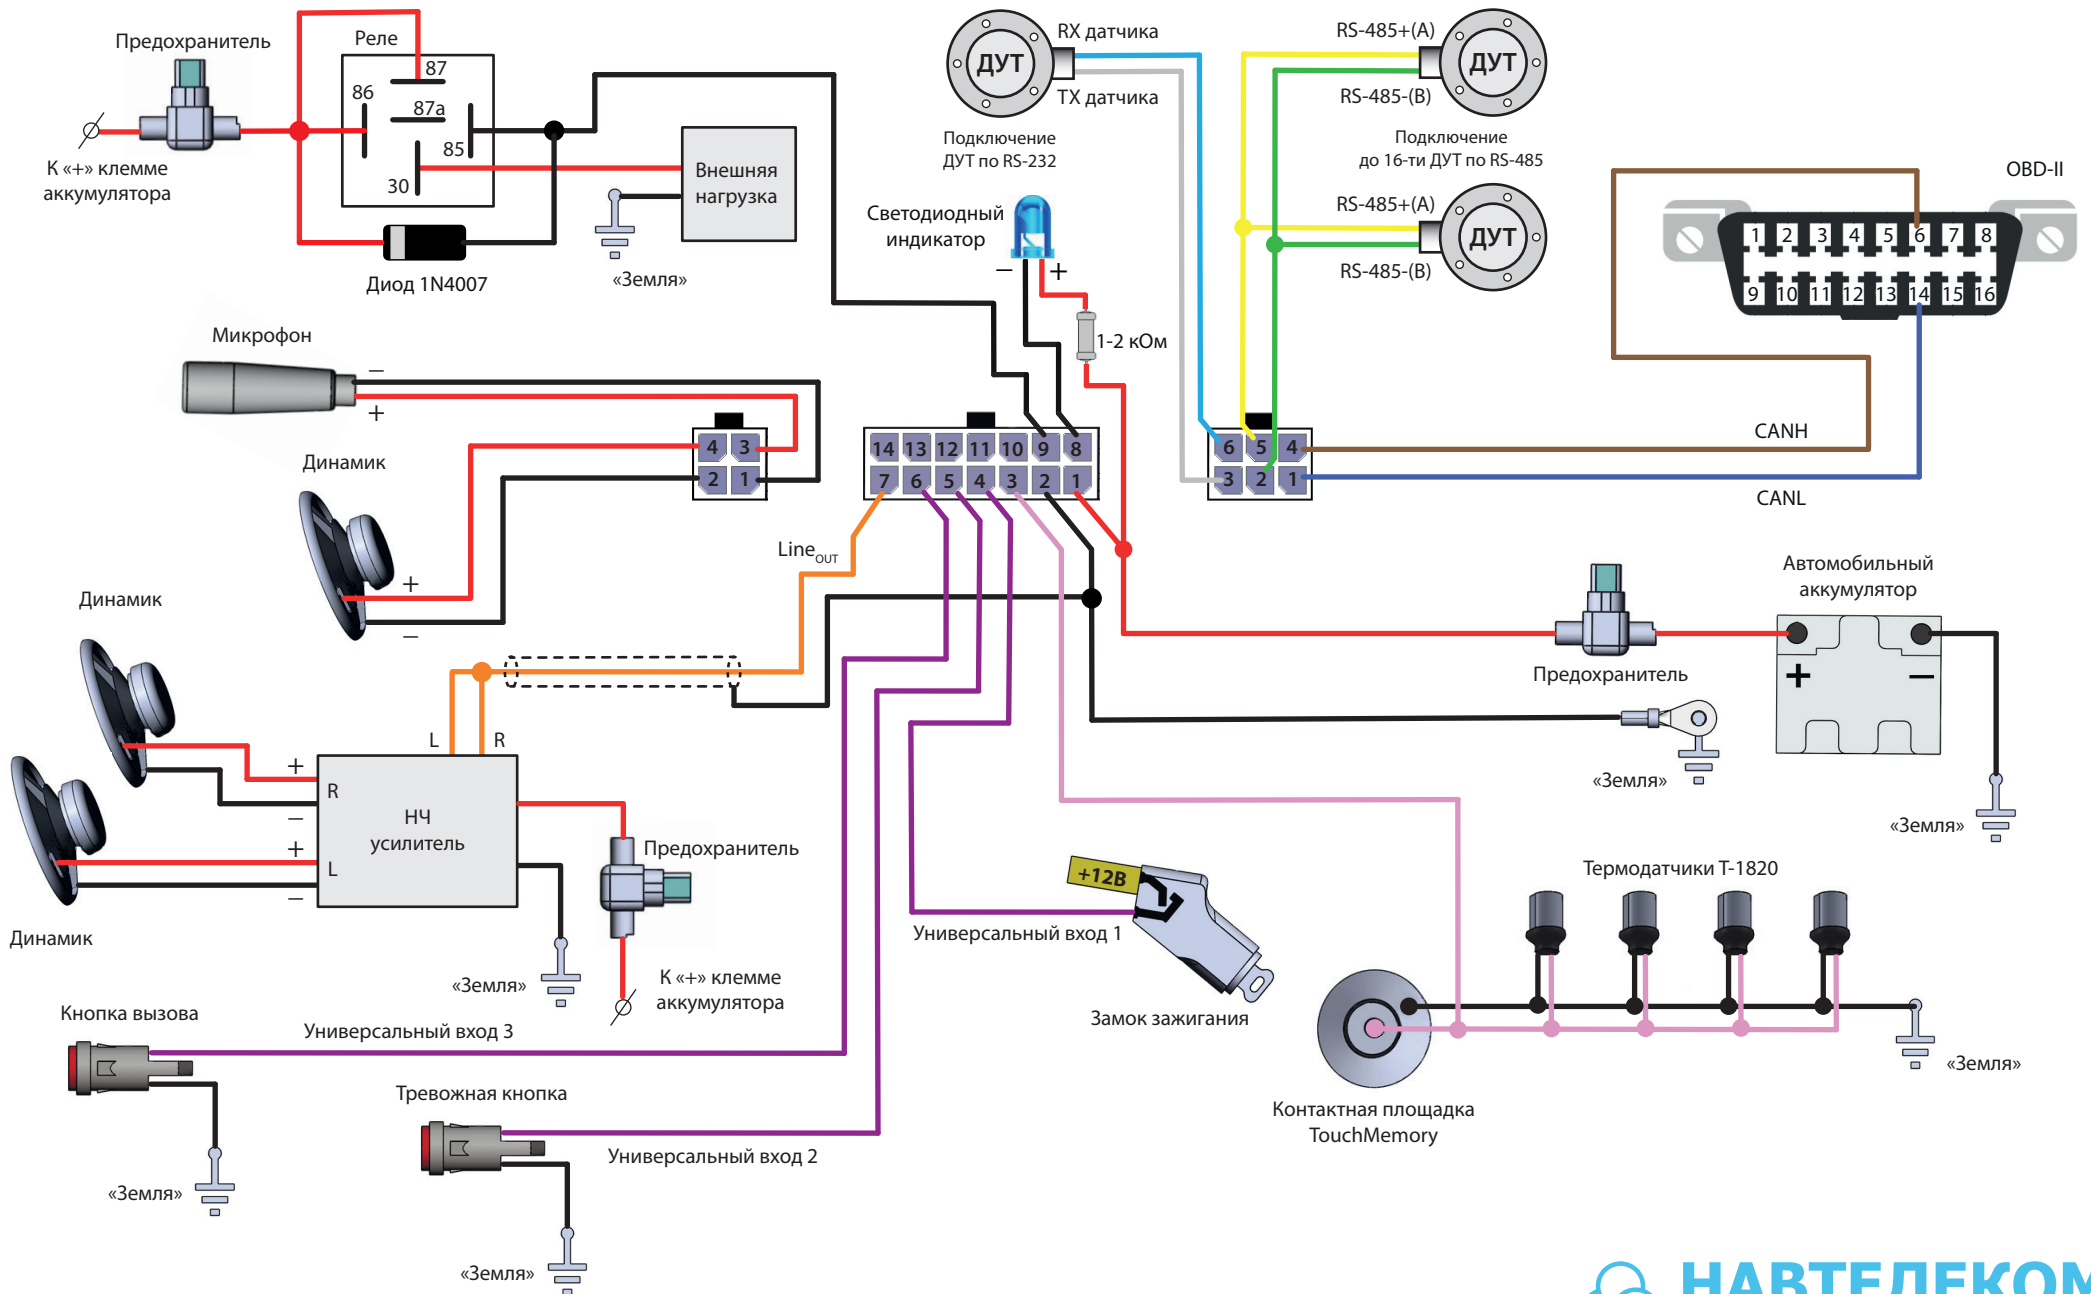 Предохранитель
Реле
87
86
87a
85
30
К «+» клемме
аккумулятора
Внешняя
нагрузка
Диод 1N4007
«Земля»
RX датчика
ДУТ
TX датчика
Подключение
ДУТ по RS-232
RS-485+(A)
ДУТ
RS-485-(B)
Подключение
до 16-ти ДУТ по RS-485
RS-485+(A)
ДУТ
RS-485-(B)
OBD-II
1 2 3 4 5 6 7 8
9 10 11 12 13 14 15 16
Светодиодный
индикатор
− +
1-2 кОм
Микрофон
−
+
Динамик
+
−
4 3
2 1
14 13 12 11 10 9 8
7 6 5 4 3 2 1
6 5 4
3 2 1
CANH
CANL
LineOUT
Автомобильный
аккумулятор
+ −
Предохранитель
«Земля»
«Земля»
Динамик
L R
+
R
−
+
L
−
НЧ
усилитель
Динамик
Предохранитель
К «+» клемме
аккумулятора
«Земля»
+12В
Универсальный вход 1
Замок зажигания
Термодатчики Т-1820
«Земля»
Контактная площадка
TouchMemory
Кнопка вызова
Универсальный вход 3
«Земля»
Тревожная кнопка
Универсальный вход 2
«Земля»
НАВТЕЛЕКОМ